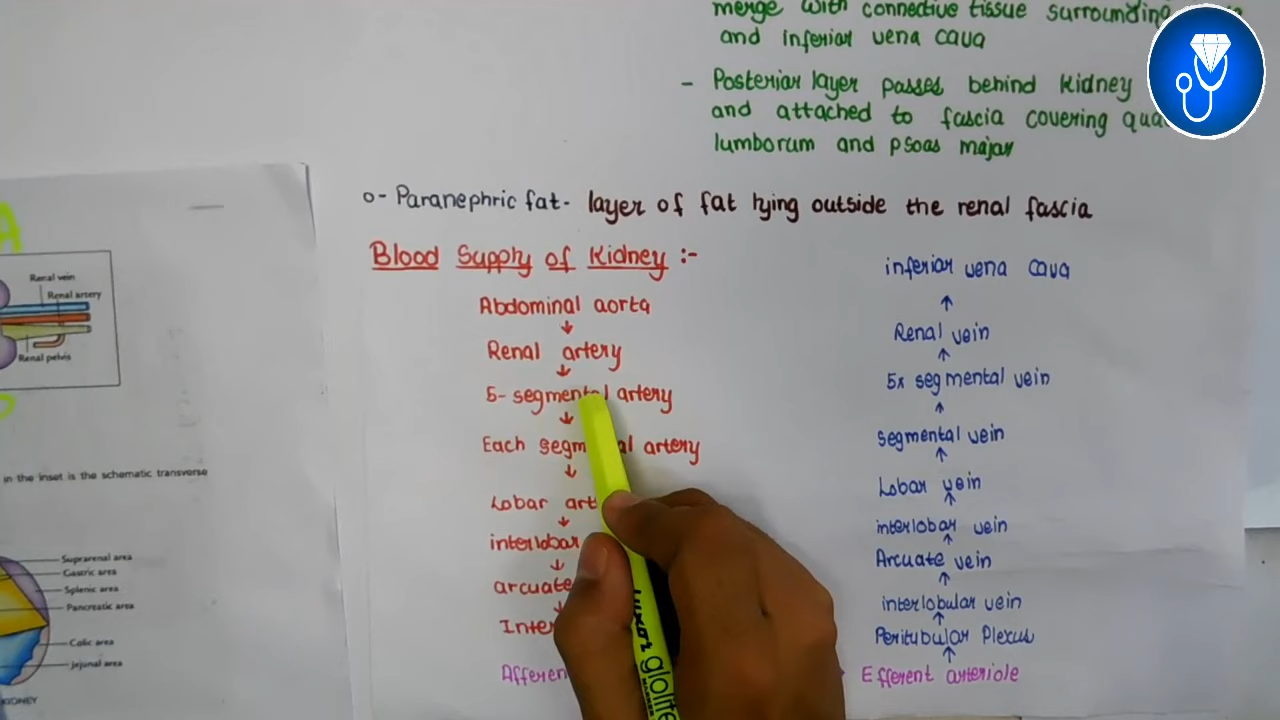 merge with connective tissue surrounding
and inferior vena cava
- Posterior layer passes behind kidney
and attached to fascia covering
lumborum and psoas major
o- Paranephric fat- layer of fat lying outside the renal fascia
Blood Supply of Kidney :-
Abdominal aorta
↓
Renal artery
↓
5- segmental artery
↓
Each artery
↓
Lobar
↓
interlobar
↓
arcuate
↓
inferior vena cava
↑
Renal vein
↑
5x segmental vein
↑
segmental vein
↑
Lobar vein
↑
interlobar vein
↑
Arcuate vein
↑
interlobular vein
↑
Peritubular Plexus
↑
Efferent arteriole
Renal vein
Renal artery
Renal pelvis
in the inset is the schematic transverse
Suprarenal area
Gastric area
Splenic area
Pancreatic area
Colic area
Jejunal area
KIDNEY
luxor glolite